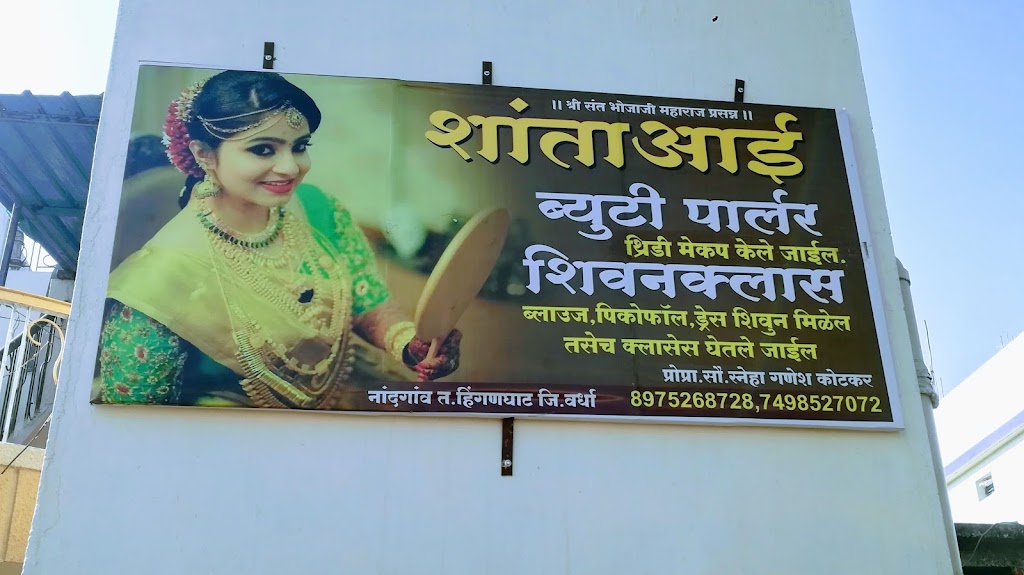 ।। श्री संत भोजाजी महाराज प्रसन्न ।।
शांताआई
ब्युटी पार्लर
थ्रिडी मेकप केले जाईल.
शिवनक्लास
ब्लाउज,पिकोफॉल,ड्रेस शिवुन मिळेल
तसेच क्लासेस घेतले जाईल
प्रोप्रा.सौ.स्नेहा गणेश कोटकर
नांदगांव त.हिंगणघाट जि.वर्धा 8975268728,7498527072